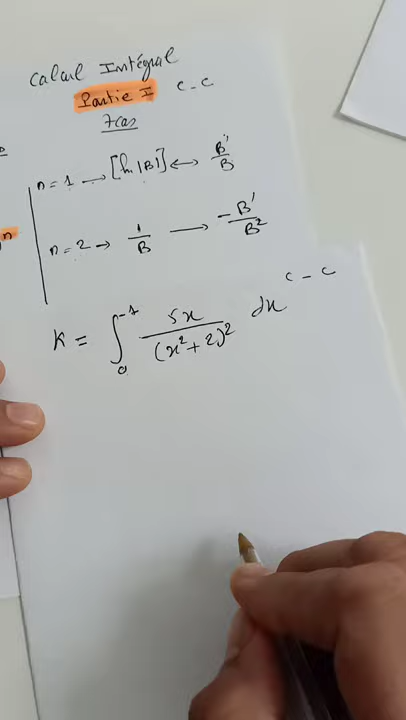 Calcul Intégral
Partie I C-C
7cas
n = 1 → [ln |B|] ↔ B'/B
n
n = 2 → 1/B → -B'/B²
K = ∫₀⁻¹ 5x/(x²+2)² dx C-C